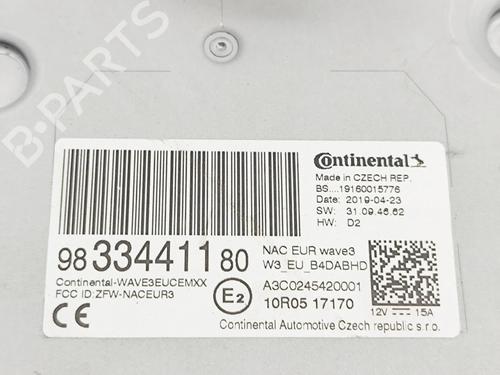 B-PARTS
Continental
Made in CZECH REP.
BS....19160015776
Date: 2019-04-23
SW: 31.09.46.62
HW: D2
98 334411 80
NAC EUR wave3
W3_EU_B4DABHD
Continental-WAVE3EUCEMXX
FCC ID:ZFW-NACEUR3
CE
E2
A3C0245420001
10R05 17170
12V 15A
Continental Automotive Czech republic s.r.o.